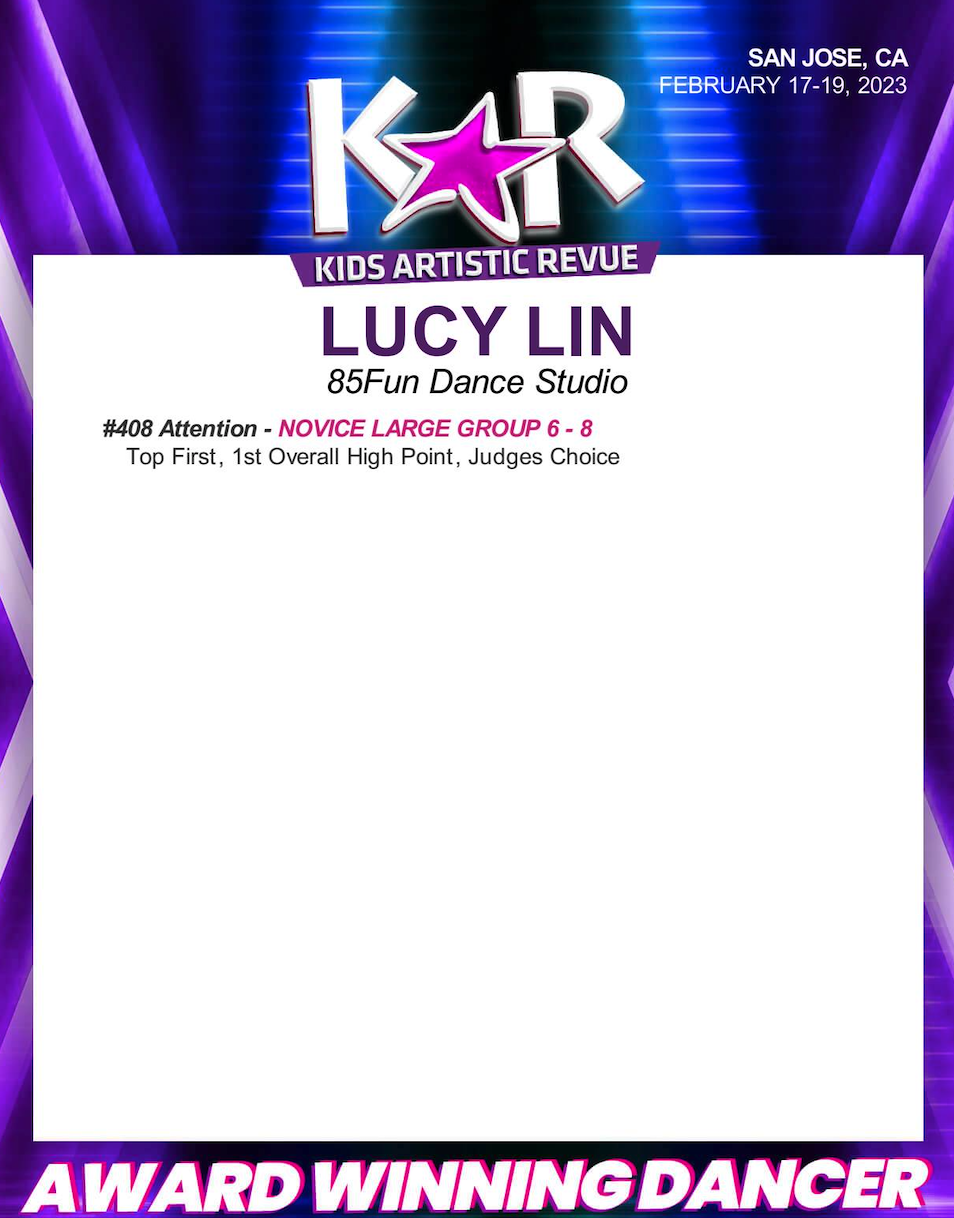 SAN JOSE, CA
FEBRUARY 17-19, 2023
KAR
KIDS ARTISTIC REVUE
LUCY LIN
85Fun Dance Studio
#408 Attention - NOVICE LARGE GROUP 6 - 8
Top First, 1st Overall High Point, Judges Choice
AWARD WINNING DANCER